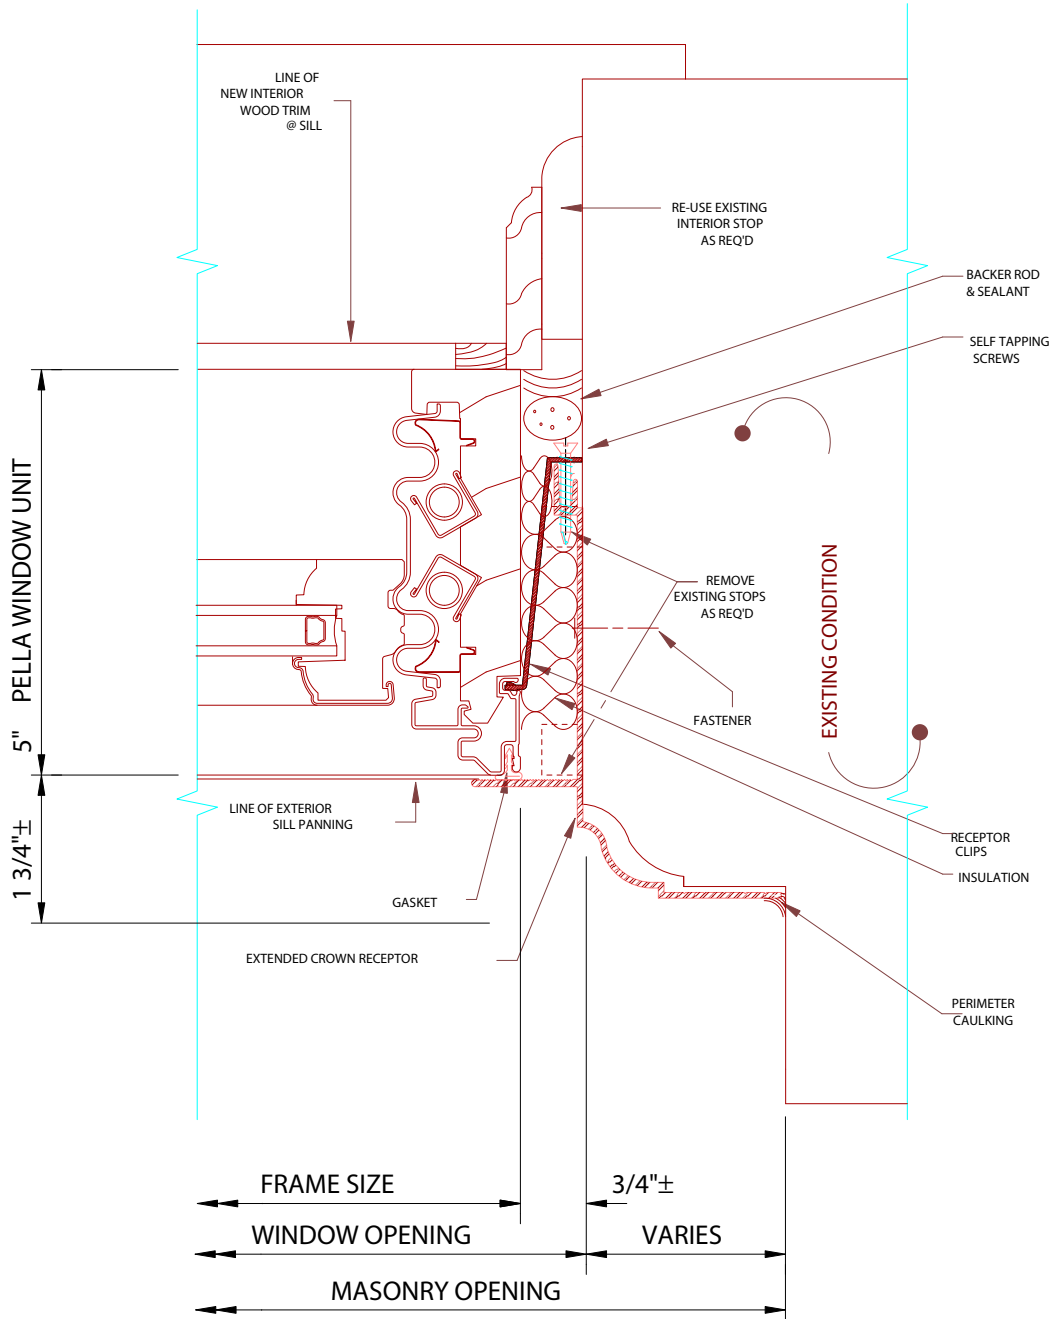 LINE OF
NEW INTERIOR
WOOD TRIM
@ SILL
RE-USE EXISTING
INTERIOR STOP
AS REQ'D
BACKER ROD
& SEALANT
SELF TAPPING
SCREWS
5" PELLA WINDOW UNIT
REMOVE
EXISTING STOPS
AS REQ'D
EXISTING CONDITION
FASTENER
1 3/4"±
LINE OF EXTERIOR
SILL PANNING
RECEPTOR
CLIPS
INSULATION
GASKET
EXTENDED CROWN RECEPTOR
PERIMETER
CAULKING
FRAME SIZE
3/4"±
WINDOW OPENING
VARIES
MASONRY OPENING